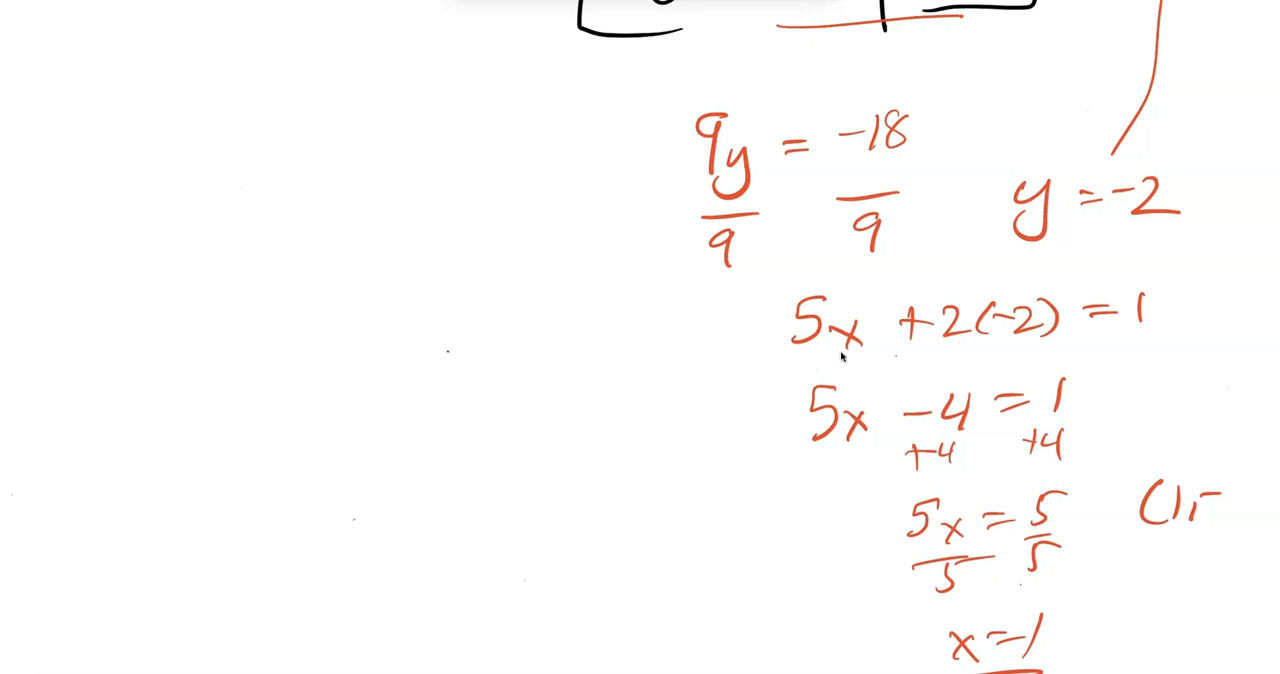 9y = -18
9 9
y = -2
5x + 2(-2) = 1
5x - 4 = 1
+4 +4
5x = 5
5 5
(1,-
x = 1